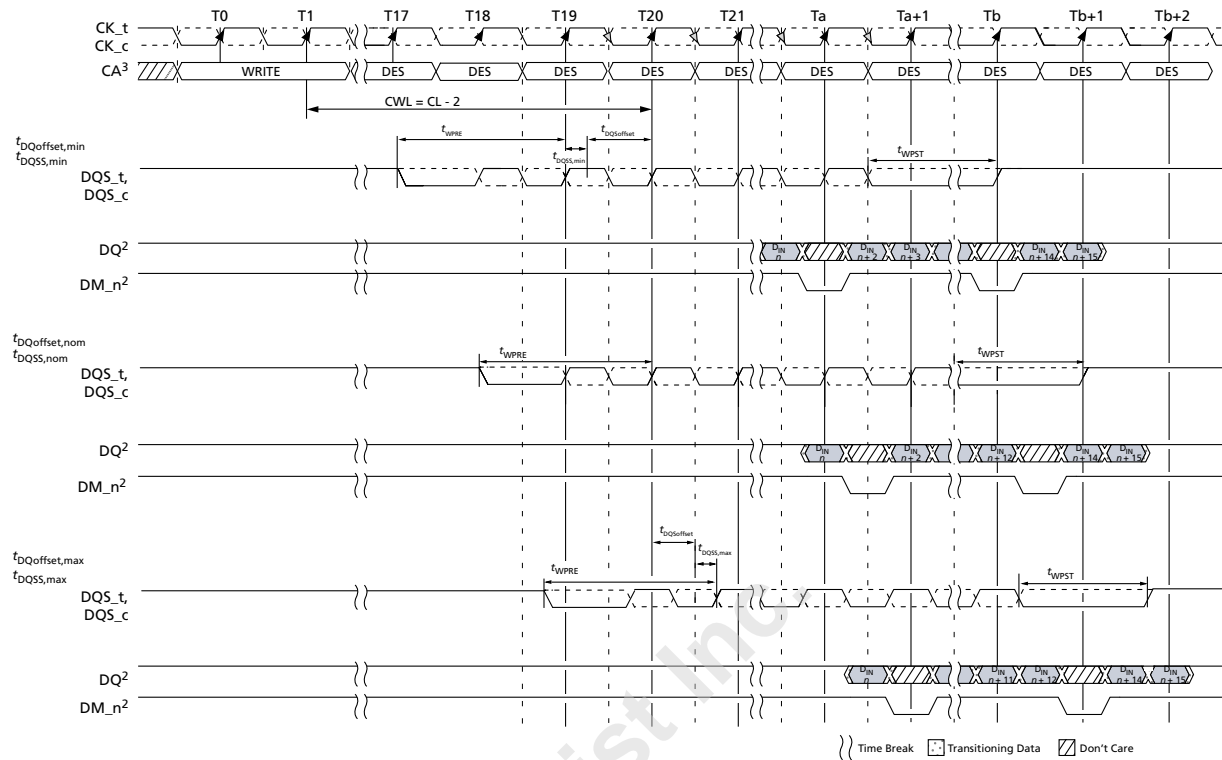 T0 T1 T17 T18 T19 T20 T21 Ta Ta+1 Tb Tb+1 Tb+2
CK_t
CK_c
CA3 WRITE DES DES DES DES DES DES DES DES DES DES
CWL = CL - 2
tDQoffset,min
tDQSS,min
tWPRE tDQSS,min tDQSoffset tWPST
DQS_t,
DQS_c
DQ2 DIN n DIN n + 2 DIN n + 3 DIN n + 14 DIN n + 15
DM_n2
tDQoffset,nom
tDQSS,nom
tWPRE tWPST
DQS_t,
DQS_c
DQ2 DIN n DIN n + 2 DIN n + 12 DIN n + 14 DIN n + 15
DM_n2
tDQoffset,max
tDQSS,max
tWPRE tDQSoffset tDQSS,max tWPST
DQS_t,
DQS_c
DQ2 DIN n DIN n + 11 DIN n + 12 DIN n + 14 DIN n + 15
DM_n2
ist Inc.
Time Break Transitioning Data Don't Care